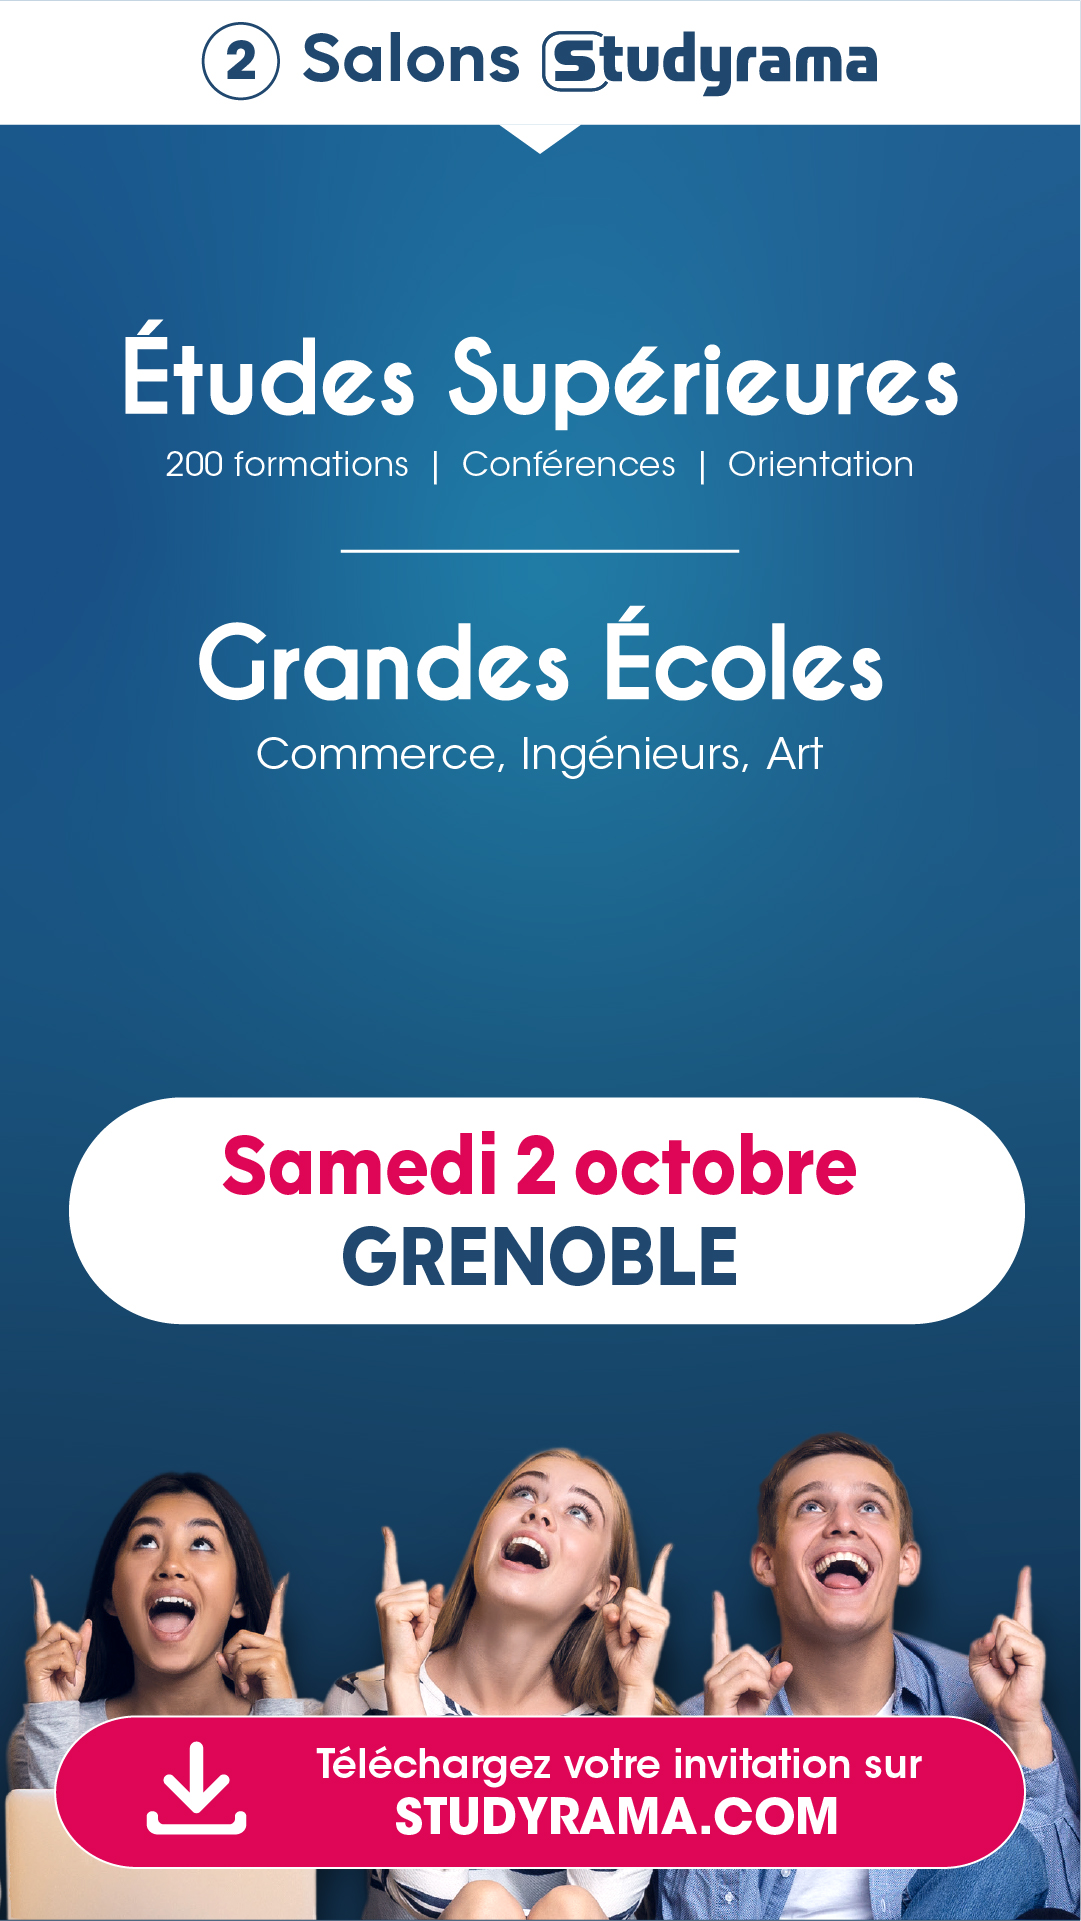 2 Salons Studyrama
Études Supérieures
200 formations | Conférences | Orientation
Grandes Écoles
Commerce, Ingénieurs, Art
Samedi 2 octobre
GRENOBLE
Téléchargez votre invitation sur
STUDYRAMA.COM